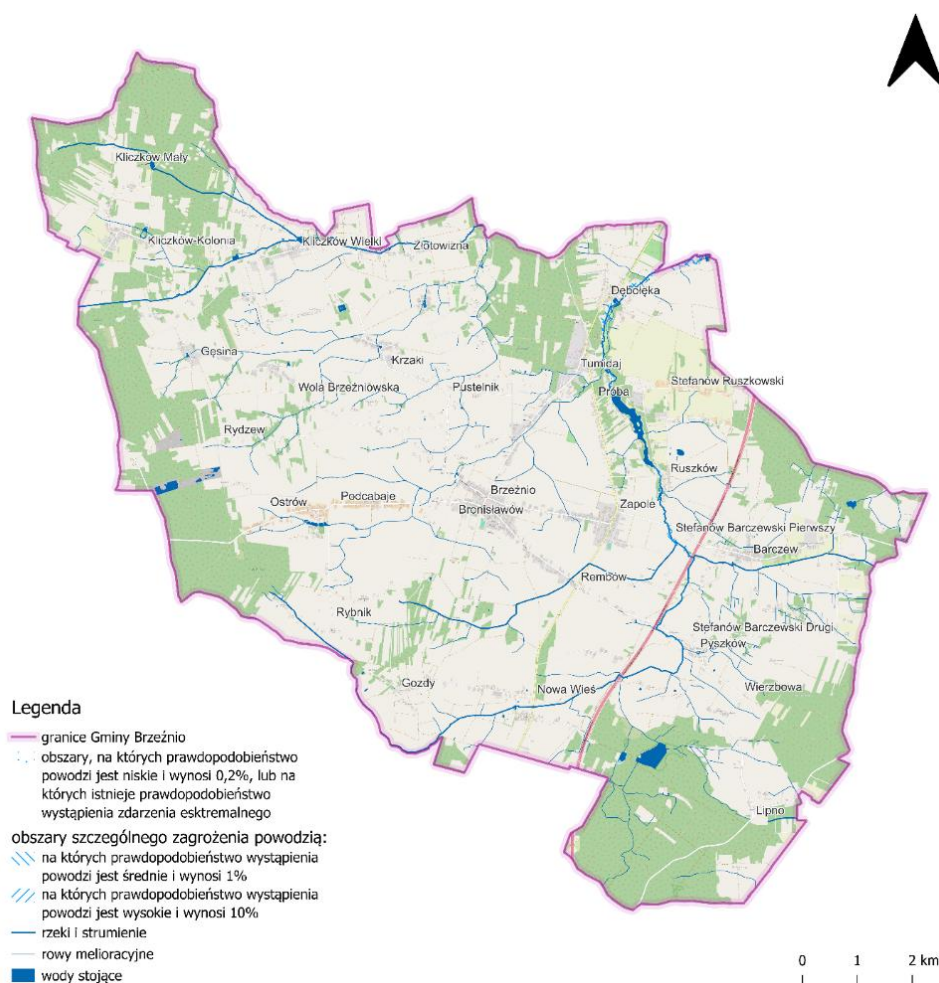 Kliczków Mały
Kliczków-Kolonia
Kliczków Wielki
Złotowizna
Dębołęka
Gęsina
Krzaki
Tumidaj
Wola Brzeźniowska
Pustelnik
Próba
Stefanów Ruszkowski
Rydzew
Ruszków
Ostrów
Podcabaje
Brzeźnio
Bronisławów
Zapole
Stefanów Barczewski Pierwszy
Barczew
Rembów
Rybnik
Stefanów Barczewski Drugi
Pyszków
Gozdy
Nowa Wieś
Wierzbowa
Lipno
Legenda
granice Gminy Brzeźnio
obszary, na których prawdopodobieństwo
powodzi jest niskie i wynosi 0,2%, lub na
których istnieje prawdopodobieństwo
wystąpienia zdarzenia esktremalnego
obszary szczególnego zagrożenia powodzią:
na których prawdopodobieństwo wystąpienia
powodzi jest średnie i wynosi 1%
na których prawdopodobieństwo wystąpienia
powodzi jest wysokie i wynosi 10%
rzeki i strumienie
rowy melioracyjne
wody stojące
0 1 2 km